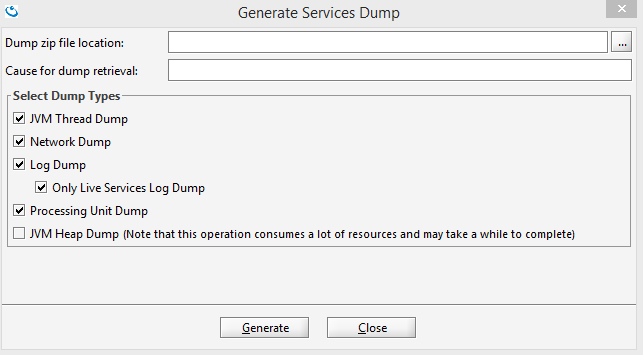 Generate Services Dump
Dump zip file location:
...
Cause for dump retrieval:
Select Dump Types
JVM Thread Dump
Network Dump
Log Dump
Only Live Services Log Dump
Processing Unit Dump
JVM Heap Dump (Note that this operation consumes a lot of resources and may take a while to complete)
Generate Close